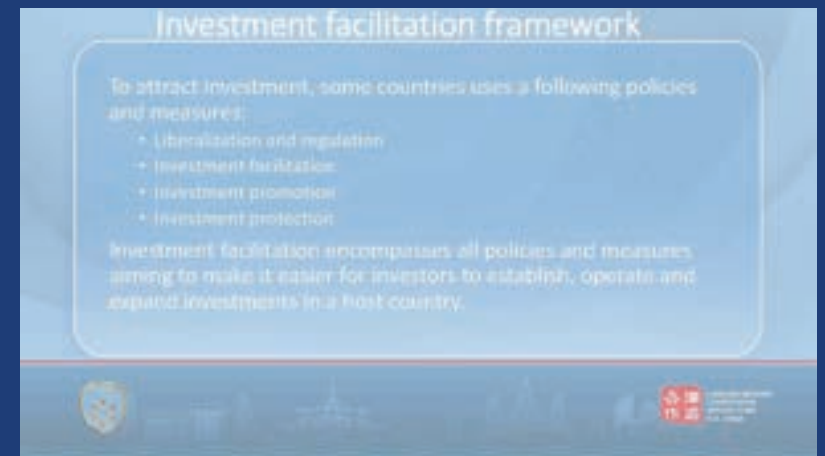 Investment facilitation framework
To attract investment, some countries uses a following policies
and measures:
• Liberalization and regulation
• Investment facilitation
• Investment promotion
• Investment protection
Investment facilitation encompasses all policies and measures
aiming to make it easier for investors to establish, operate and
expand investments in a host country.